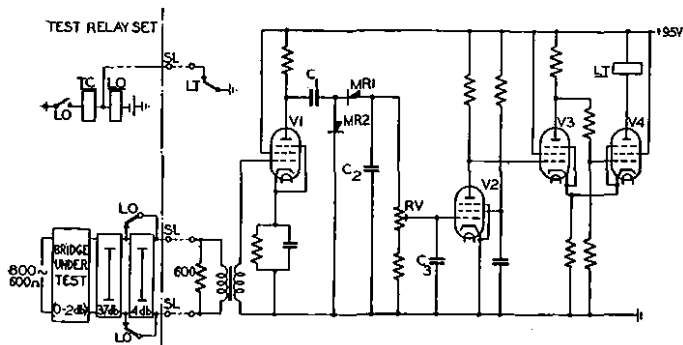 TEST RELAY SET
SL
+95V
TC
LO
LT
LO
C1
MR1
MR2
V1
C2
LT
V3
V4
RV
V2
C3
LO
SL
BRIDGE
UNDER
TEST
800~
600Ω
(0-2db)
37db
4db
600
LO
SL